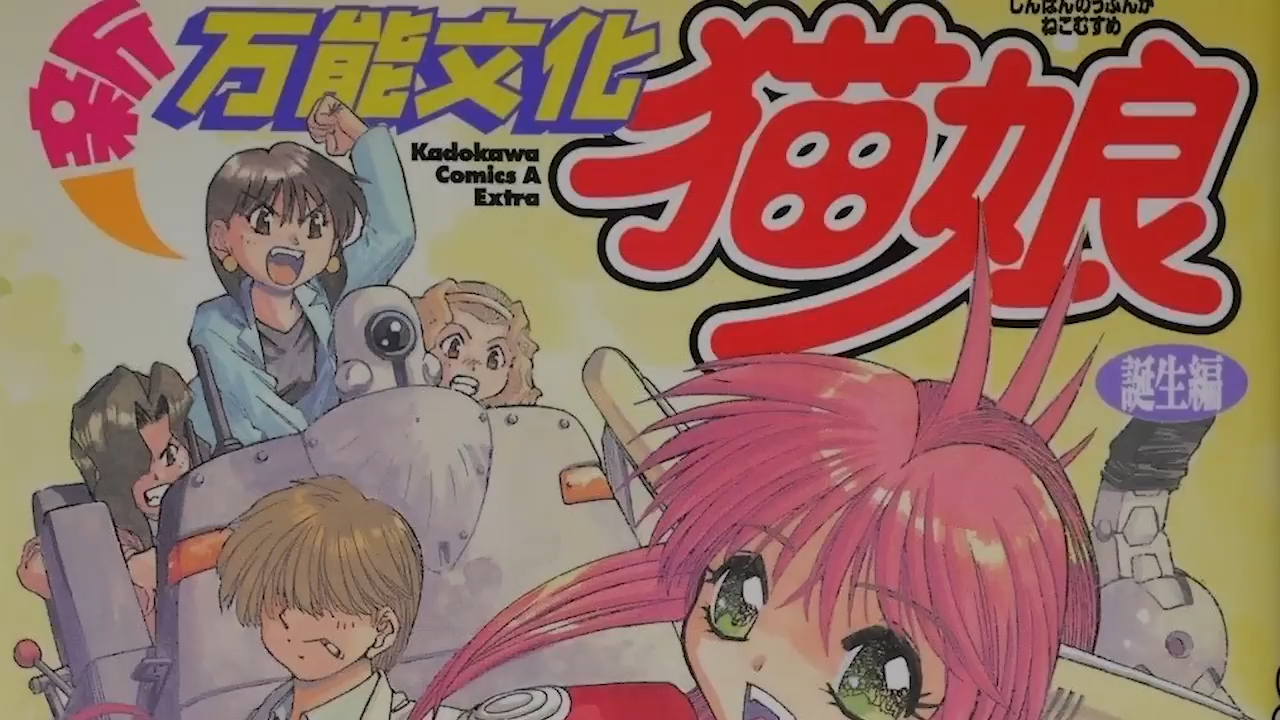 しんばんのうぶんか
ねこむすめ
新
万能文化
猫娘
Kadokawa
Comics A
Extra
誕生編